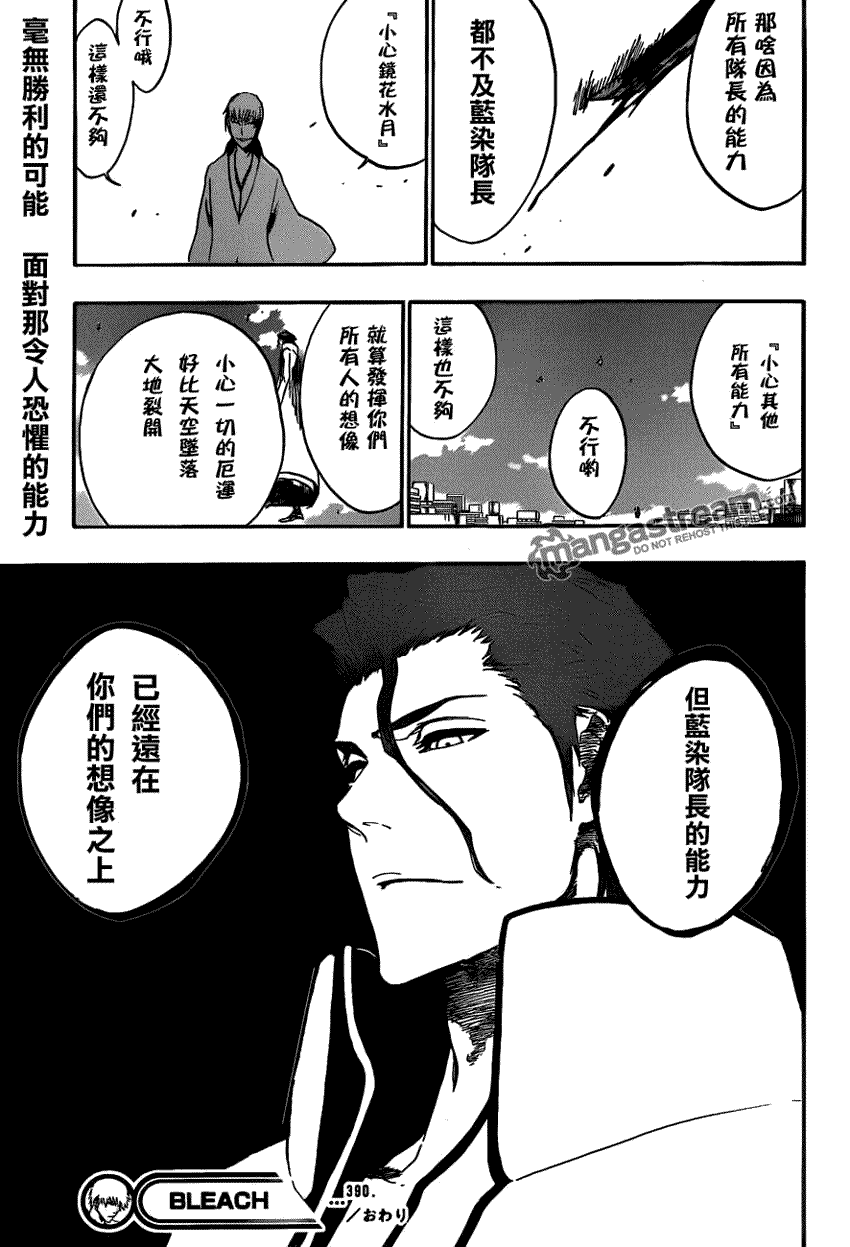 那啥因為
所有隊長的能力
都不及藍染隊長
『小心鏡花水月』
不行哦
這樣還不夠
『小心其他
所有能力』
不行喲
這樣也不夠
就算發揮你們
所有人的想像
小心一切的厄運
好比天空墜落
大地裂開
但藍染隊長的能力
已經遠在
你們的想像之上
毫無勝利的可能 面對那令人恐懼的能力
mangastream.com
DO NOT REHOST THIS FILE
BLEACH
...390.
/おわり